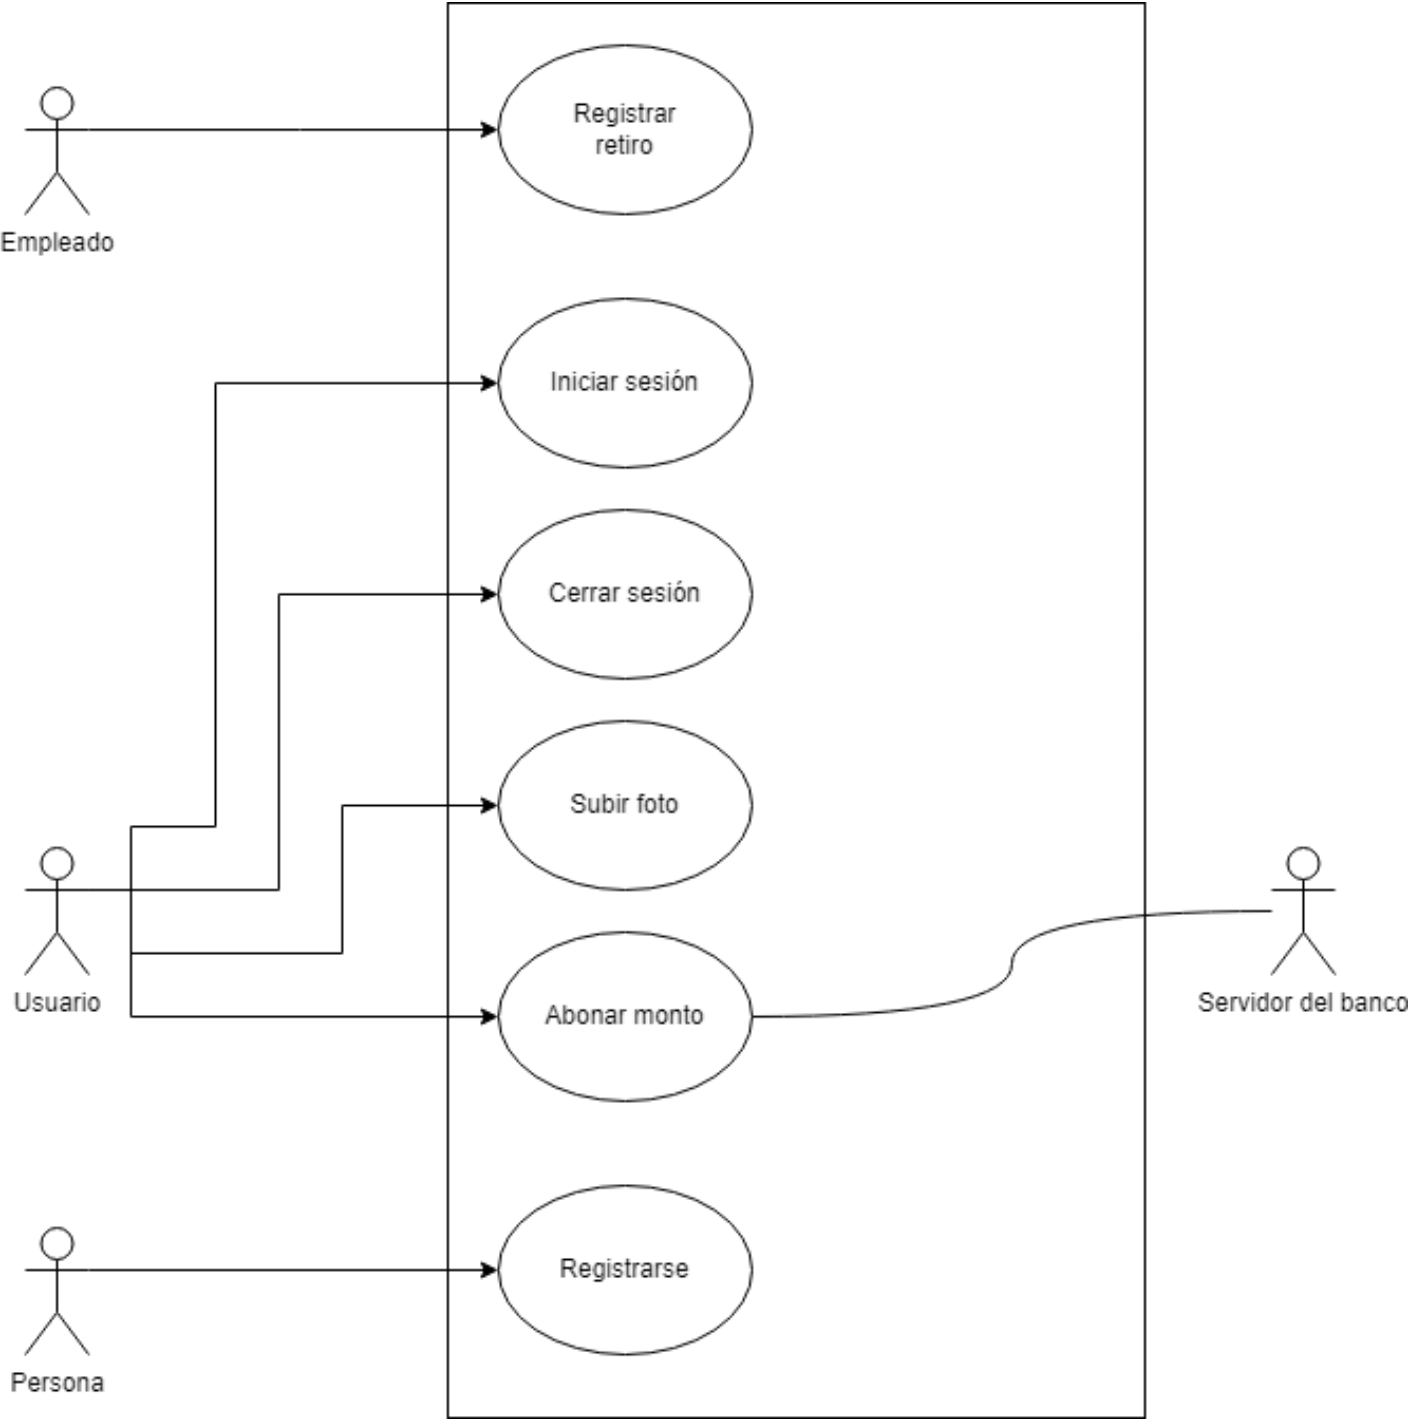 Registrar
retiro
Empleado
Iniciar sesión
Cerrar sesión
Subir foto
Usuario
Abonar monto
Servidor del banco
Registrarse
Persona